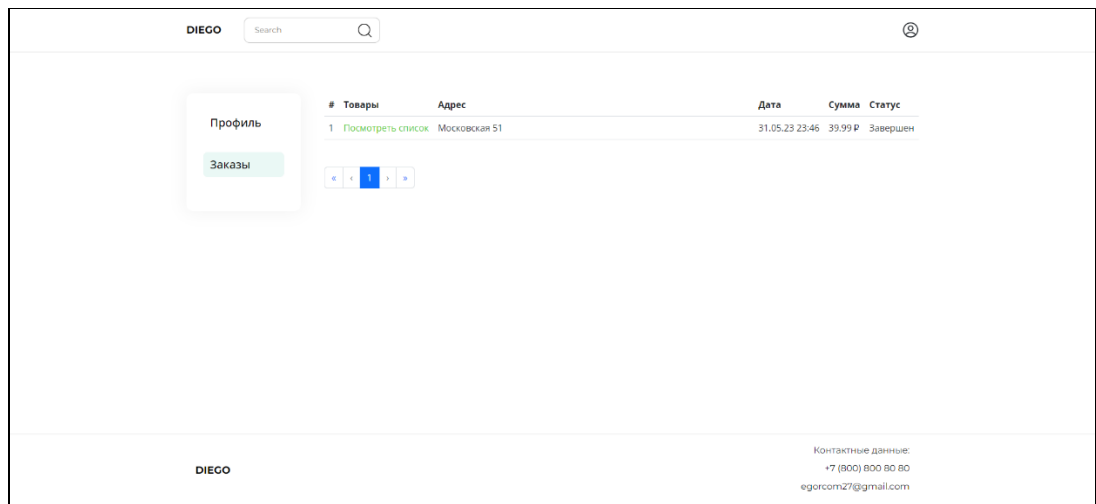 DIEGO Search
Профиль
Заказы
# Товары Адрес Дата Сумма Статус
1 Посмотреть список Московская 51 31.05.23 23:46 39.99 ₽ Завершен
« ‹ 1 › »
DIEGO
Контактные данные:
+7 (800) 800 80 80
egorcom27@gmail.com